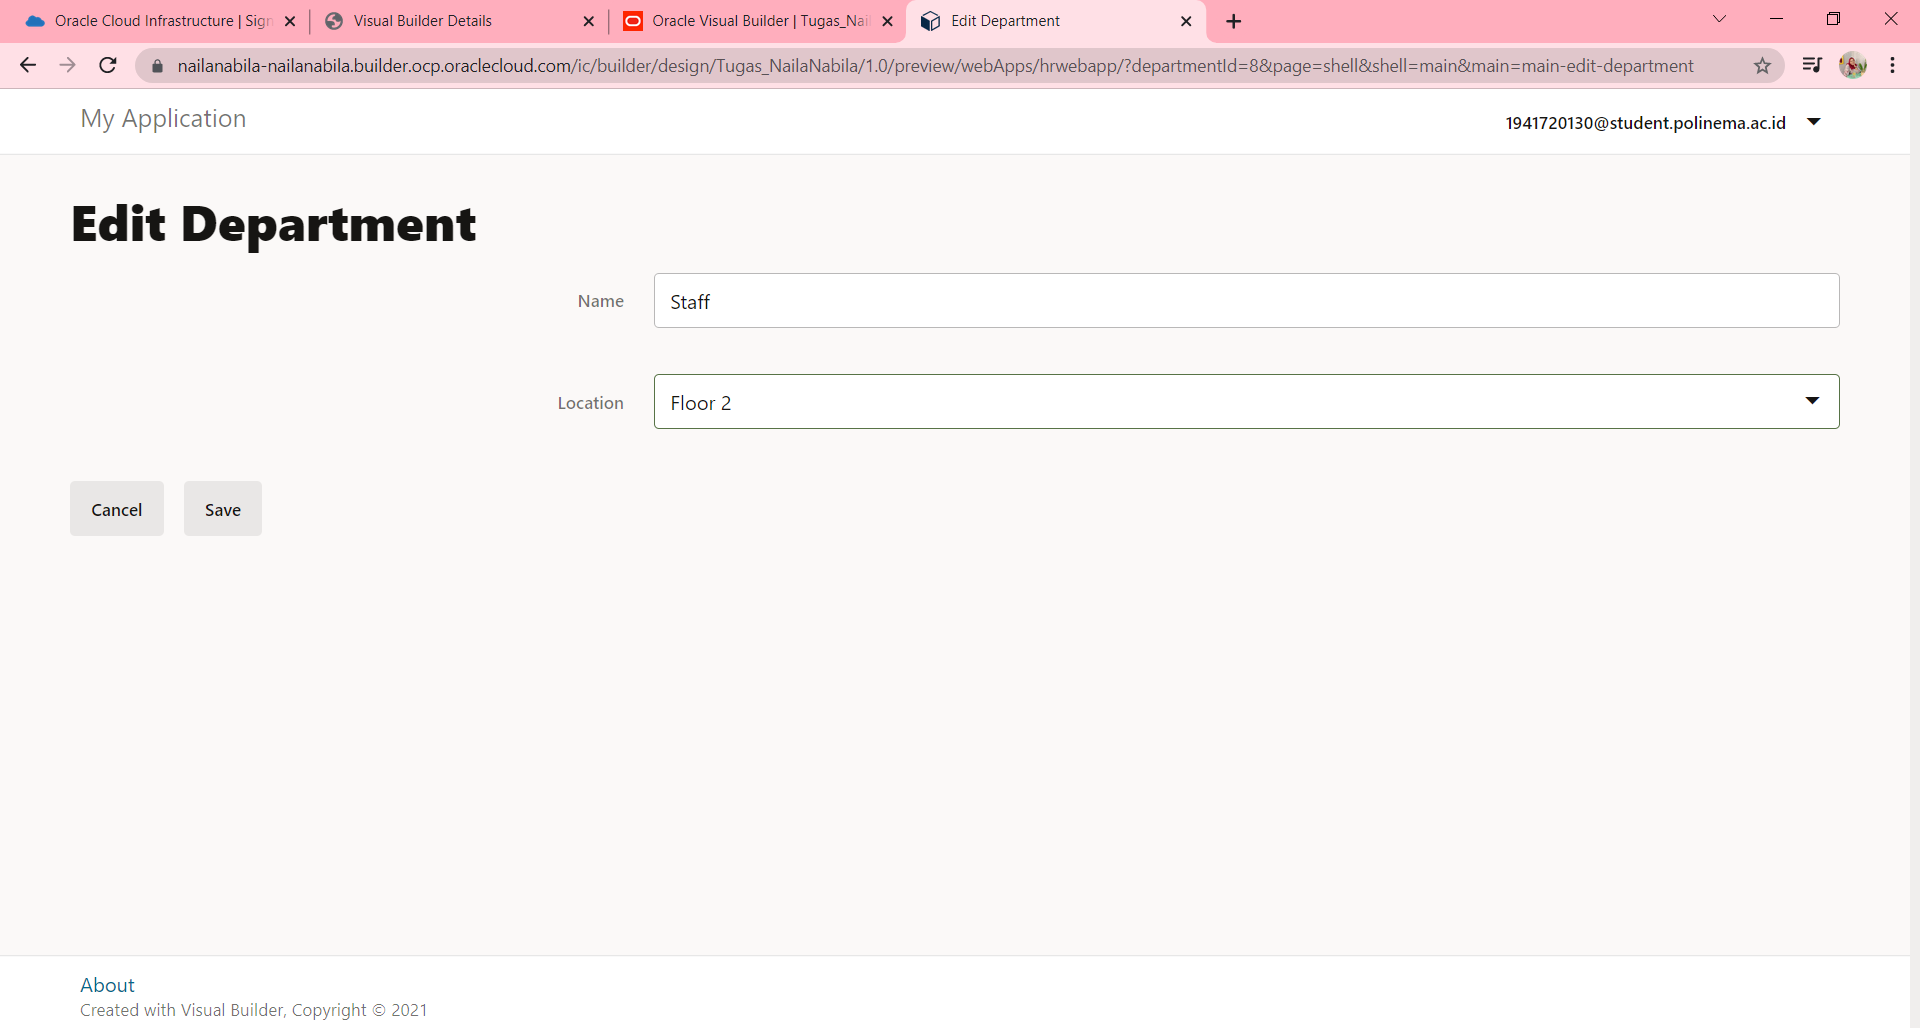 Oracle Cloud Infrastructure | Sign
Visual Builder Details
Oracle Visual Builder | Tugas_Nail
Edit Department
nailanabila-nailanabila.builder.ocp.oraclecloud.com/ic/builder/design/Tugas_NailaNabila/1.0/preview/webApps/hrwebapp/?departmentId=8&page=shell&shell=main&main=main-edit-department
My Application
1941720130@student.polinema.ac.id
Edit Department
Name
Staff
Location
Floor 2
Cancel
Save
About
Created with Visual Builder, Copyright © 2021